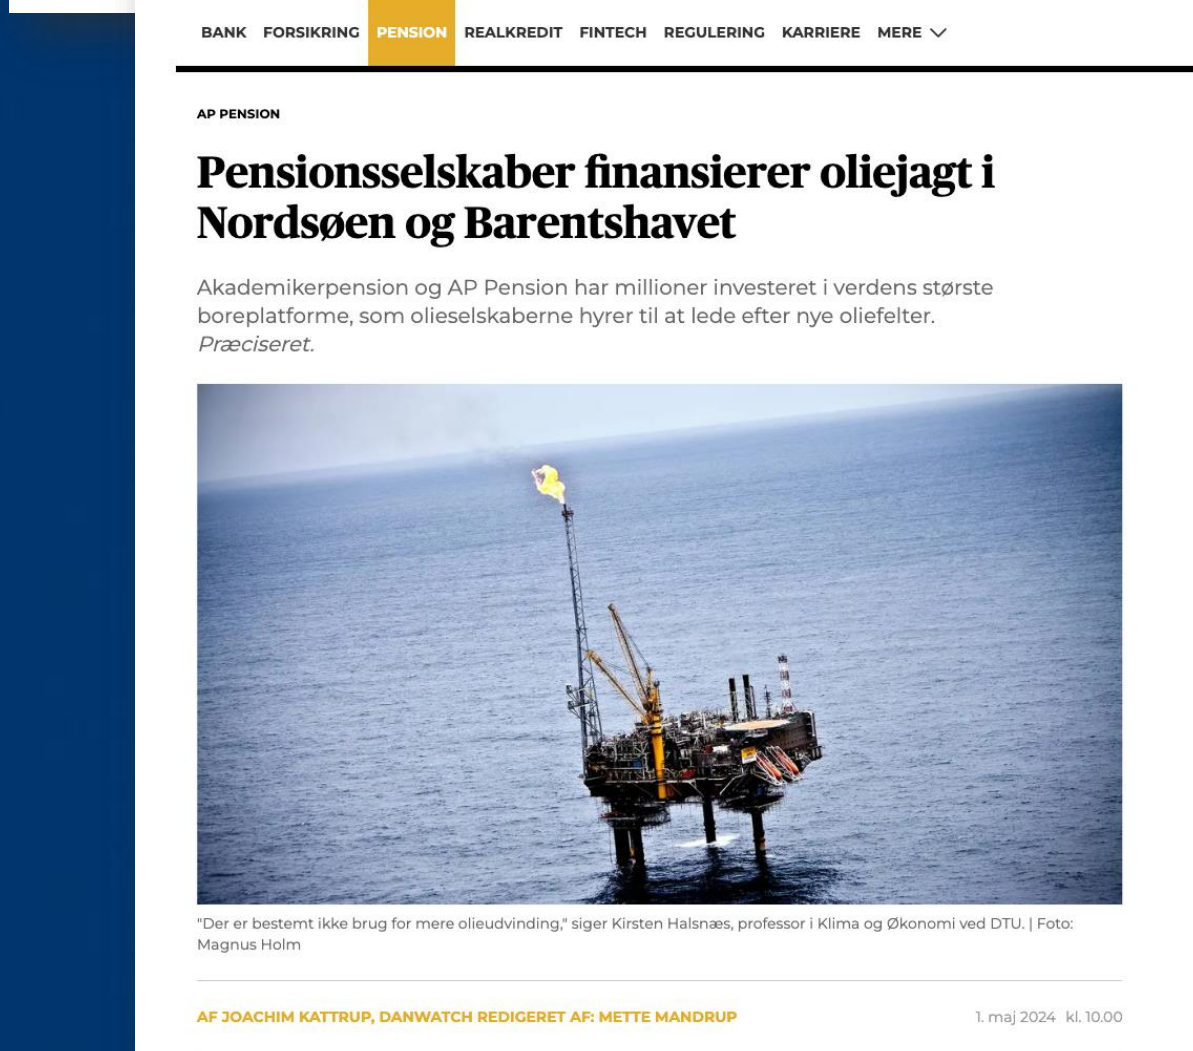 BANK FORSIKRING PENSION REALKREDIT FINTECH REGULERING KARRIERE MERE
AP PENSION
Pensionsselskaber finansierer oliejagt i
Nordsøen og Barentshavet
Akademikerpension og AP Pension har millioner investeret i verdens største
boreplatforme, som olieselskaberne hyrer til at lede efter nye oliefelter.
Præciseret.
"Der er bestemt ikke brug for mere olieudvinding," siger Kirsten Halsnæs, professor i Klima og Økonomi ved DTU. | Foto:
Magnus Holm
AF JOACHIM KATTRUP, DANWATCH REDIGERET AF: METTE MANDRUP 1. maj 2024 kl. 10.00